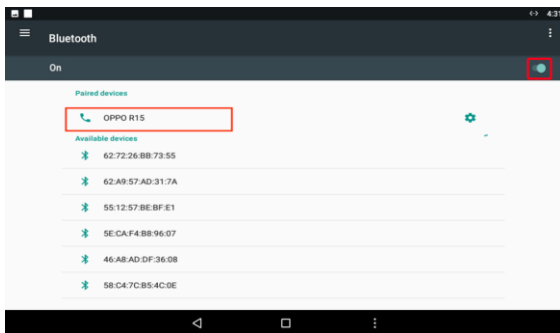 4:31
Bluetooth
On
Paired devices
OPPO R15
Available devices
62:72:26:BB:73:55
62:A9:57:AD:31:7A
55:12:57:BE:BF:E1
5E:CA:F4:B8:96:07
46:A8:AD:DF:36:08
58:C4:7C:B5:4C:0E